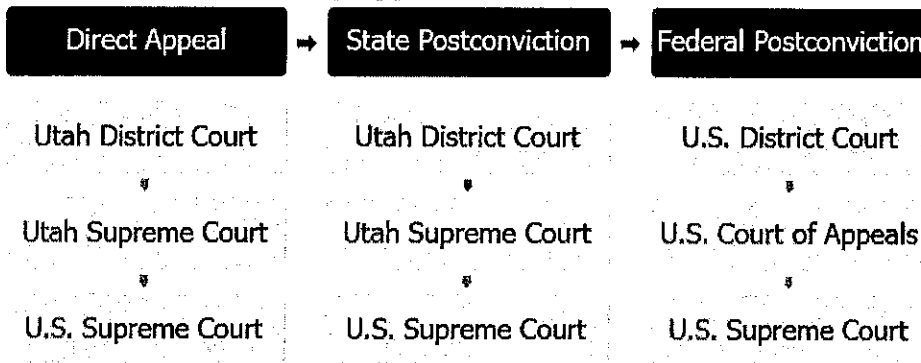 Direct Appeal → State Postconviction → Federal Postconviction
Utah District Court Utah District Court U.S. District Court
Utah Supreme Court Utah Supreme Court U.S. Court of Appeals
U.S. Supreme Court U.S. Supreme Court U.S. Supreme Court